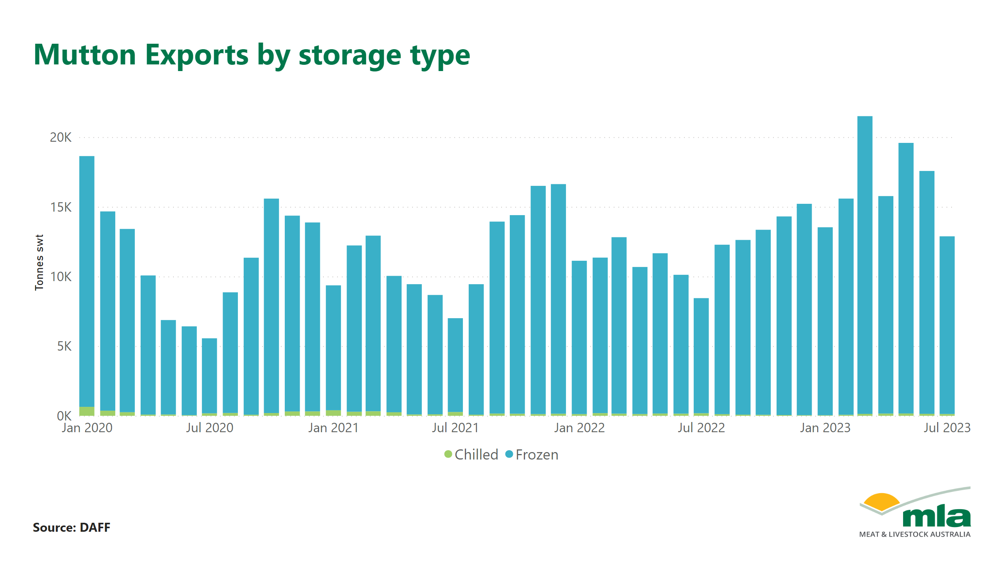 Mutton Exports by storage type
20K
15K
10K
5K
0K
Tonnes swt
Jan 2020 Jul 2020 Jan 2021 Jul 2021 Jan 2022 Jul 2022 Jan 2023 Jul 2023
Chilled Frozen
Source: DAFF
mla
MEAT & LIVESTOCK AUSTRALIA